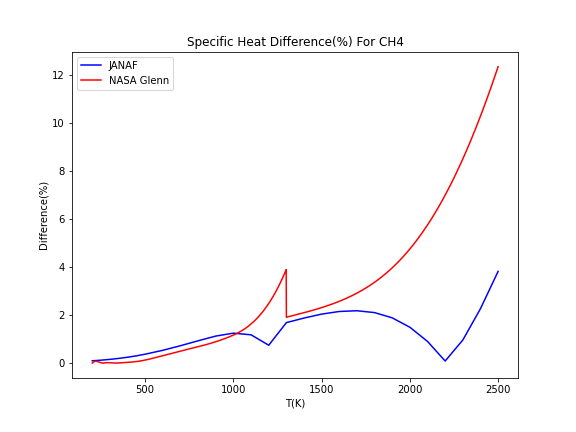 Specific Heat Difference(%) For CH4
JANAF
NASA Glenn
Difference(%)
12
10
8
6
4
2
0
500
1000
1500
2000
2500
T(K)